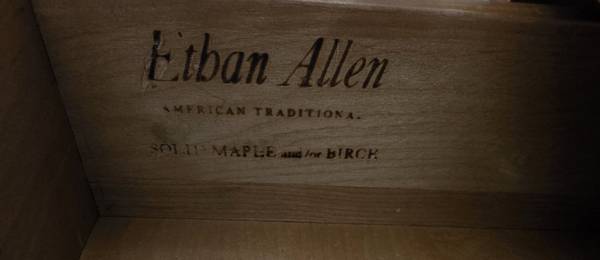 Ethan Allen
AMERICAN TRADITIONAL
SOLID MAPLE and/or BIRCH